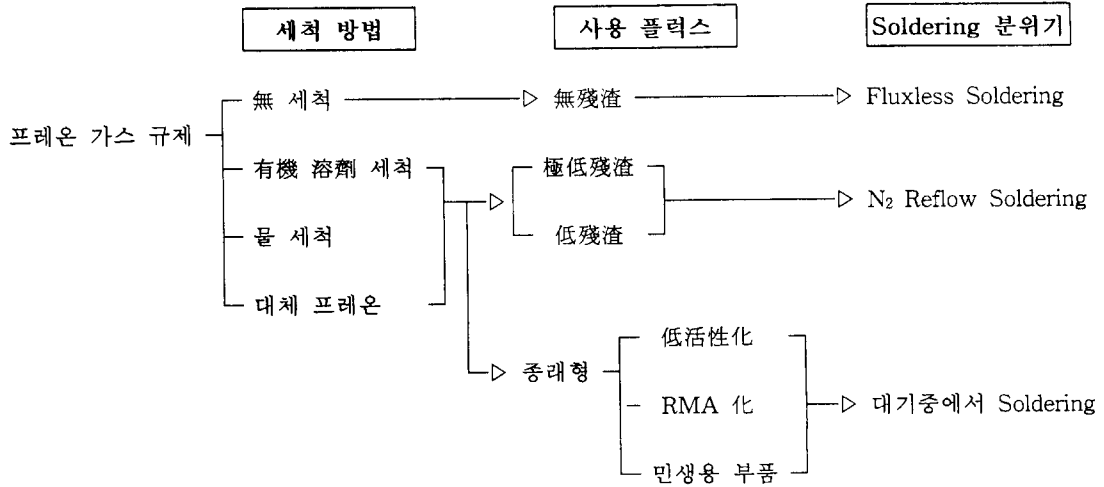 세척 방법 사용 플럭스 Soldering 분위기
無 세척 無殘渣 Fluxless Soldering
프레온 가스 규제
有機 溶劑 세척 極低殘渣
N₂ Reflow Soldering
물 세척 低殘渣
대체 프레온
低活性化
종래형
RMA 化 대기중에서 Soldering
민생용 부품